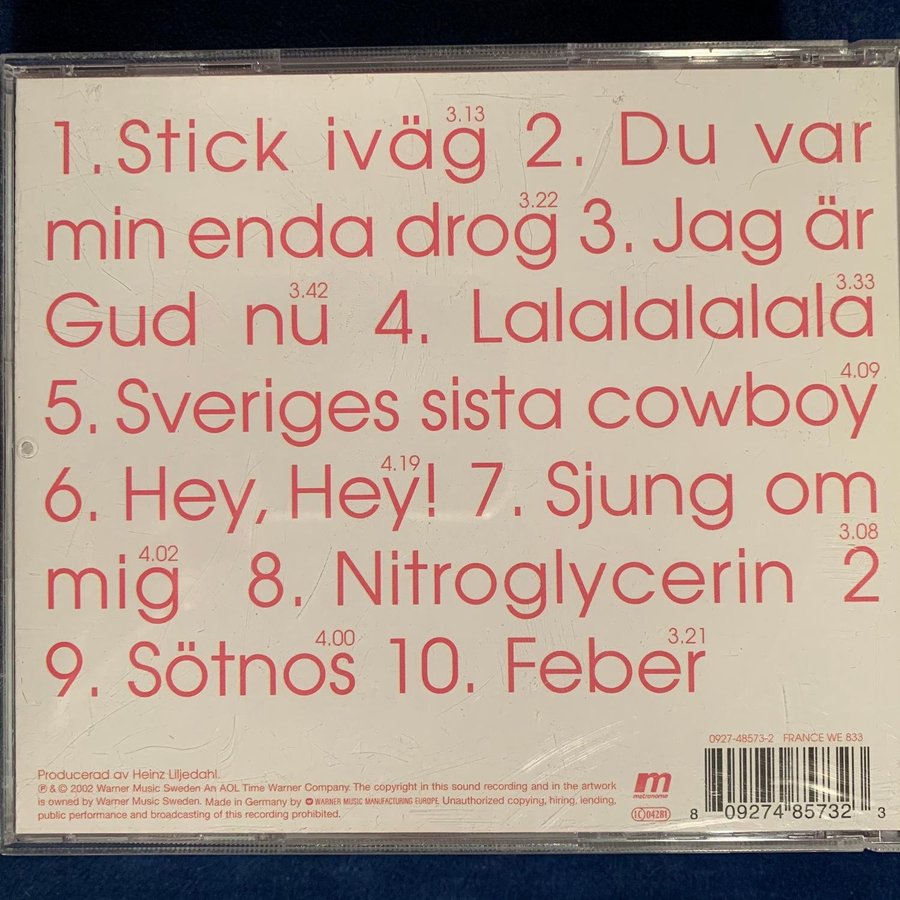 3.13
1. Stick iväg 2. Du var
3.22
min enda drog 3. Jag är
3.42 3.33
Gud nu 4. Lalalalalala
4.09
5. Sveriges sista cowboy
4.19
6. Hey, Hey! 7. Sjung om
4.02 3.08
mig 8. Nitroglycerin 2
4.00 3.21
9. Sötnos 10. Feber
0927-48573-2 FRANCE WE 833
Producerad av Heinz Liljedahl.
℗ & © 2002 Warner Music Sweden An AOL Time Warner Company. The copyright in this sound recording and in the artwork
is owned by Warner Music Sweden. Made in Germany by WARNER MUSIC MANUFACTURING EUROPE. Unauthorized copying, hiring, lending,
public performance and broadcasting of this recording prohibited.
m
metronome
LC 04281
8 09274 85732 3